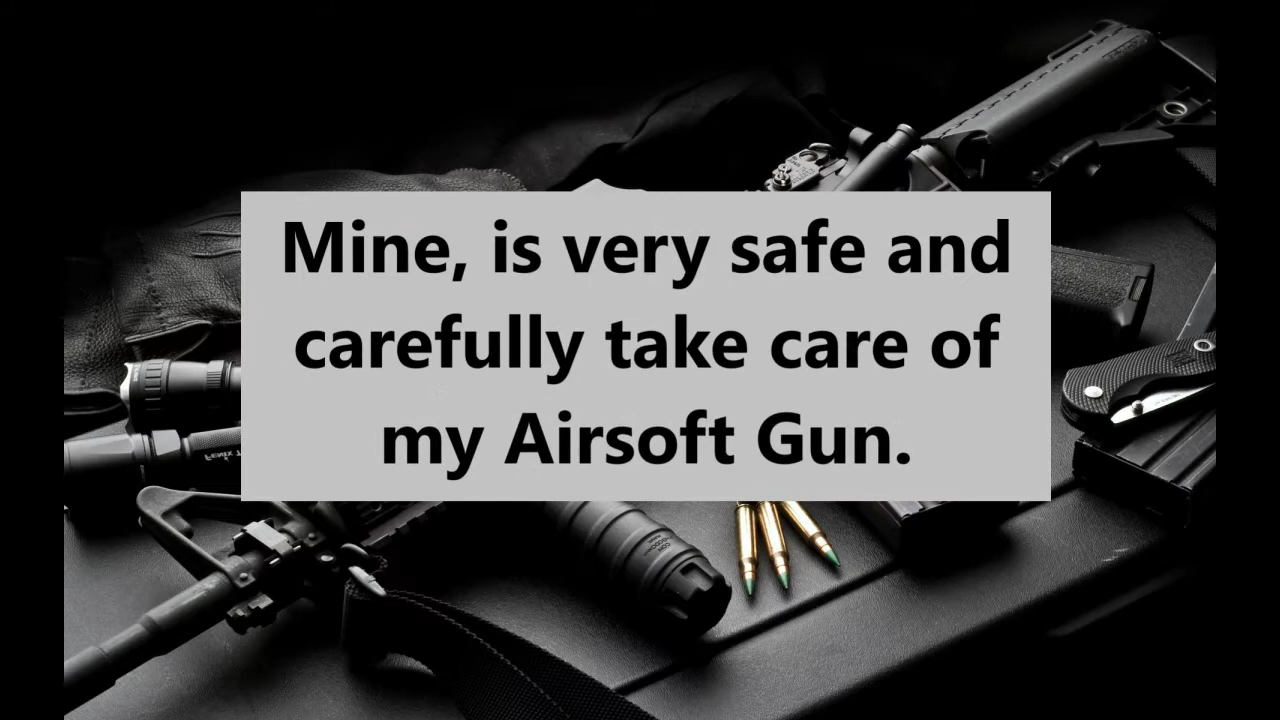 Mine, is very safe and
carefully take care of
my Airsoft Gun.